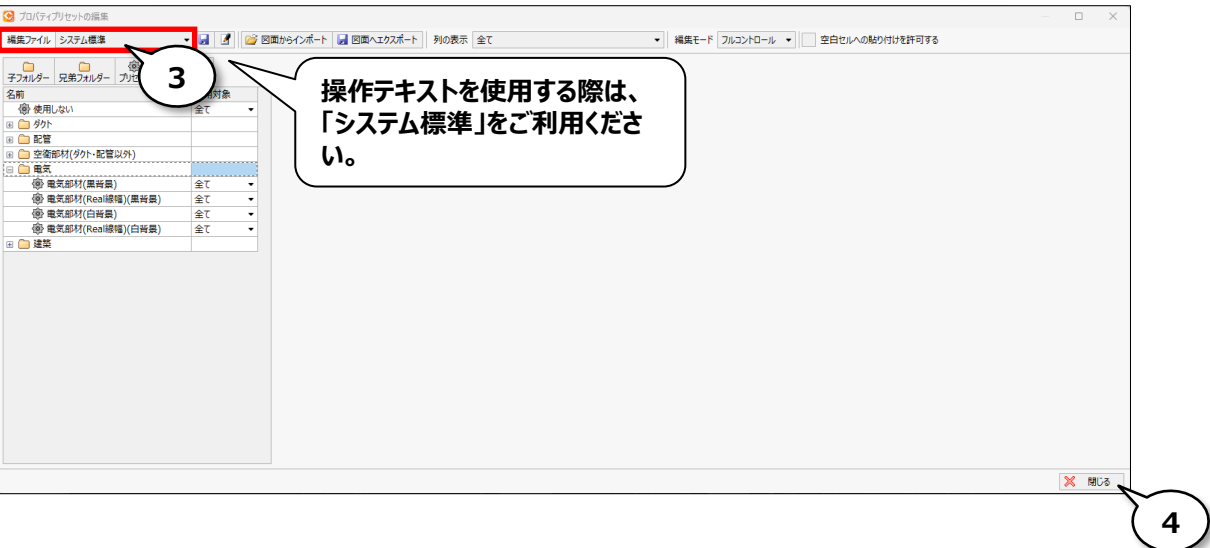 プロパティプリセットの編集
編集ファイル システム標準 図面からインポート 図面へエクスポート 列の表示 全て 編集モード フルコントロール 空白セルへの貼り付けを許可する
子フォルダー 兄弟フォルダー
3
操作テキストを使用する際は、
「システム標準」をご利用くださ
い。
名前
使用しない 全て
ダクト
配管
空衛部材(ダクト・配管以外)
電気
電気部材(黒背景) 全て
電気部材(Real線幅)(黒背景) 全て
電気部材(白背景) 全て
電気部材(Real線幅)(白背景) 全て
建築
閉じる
4